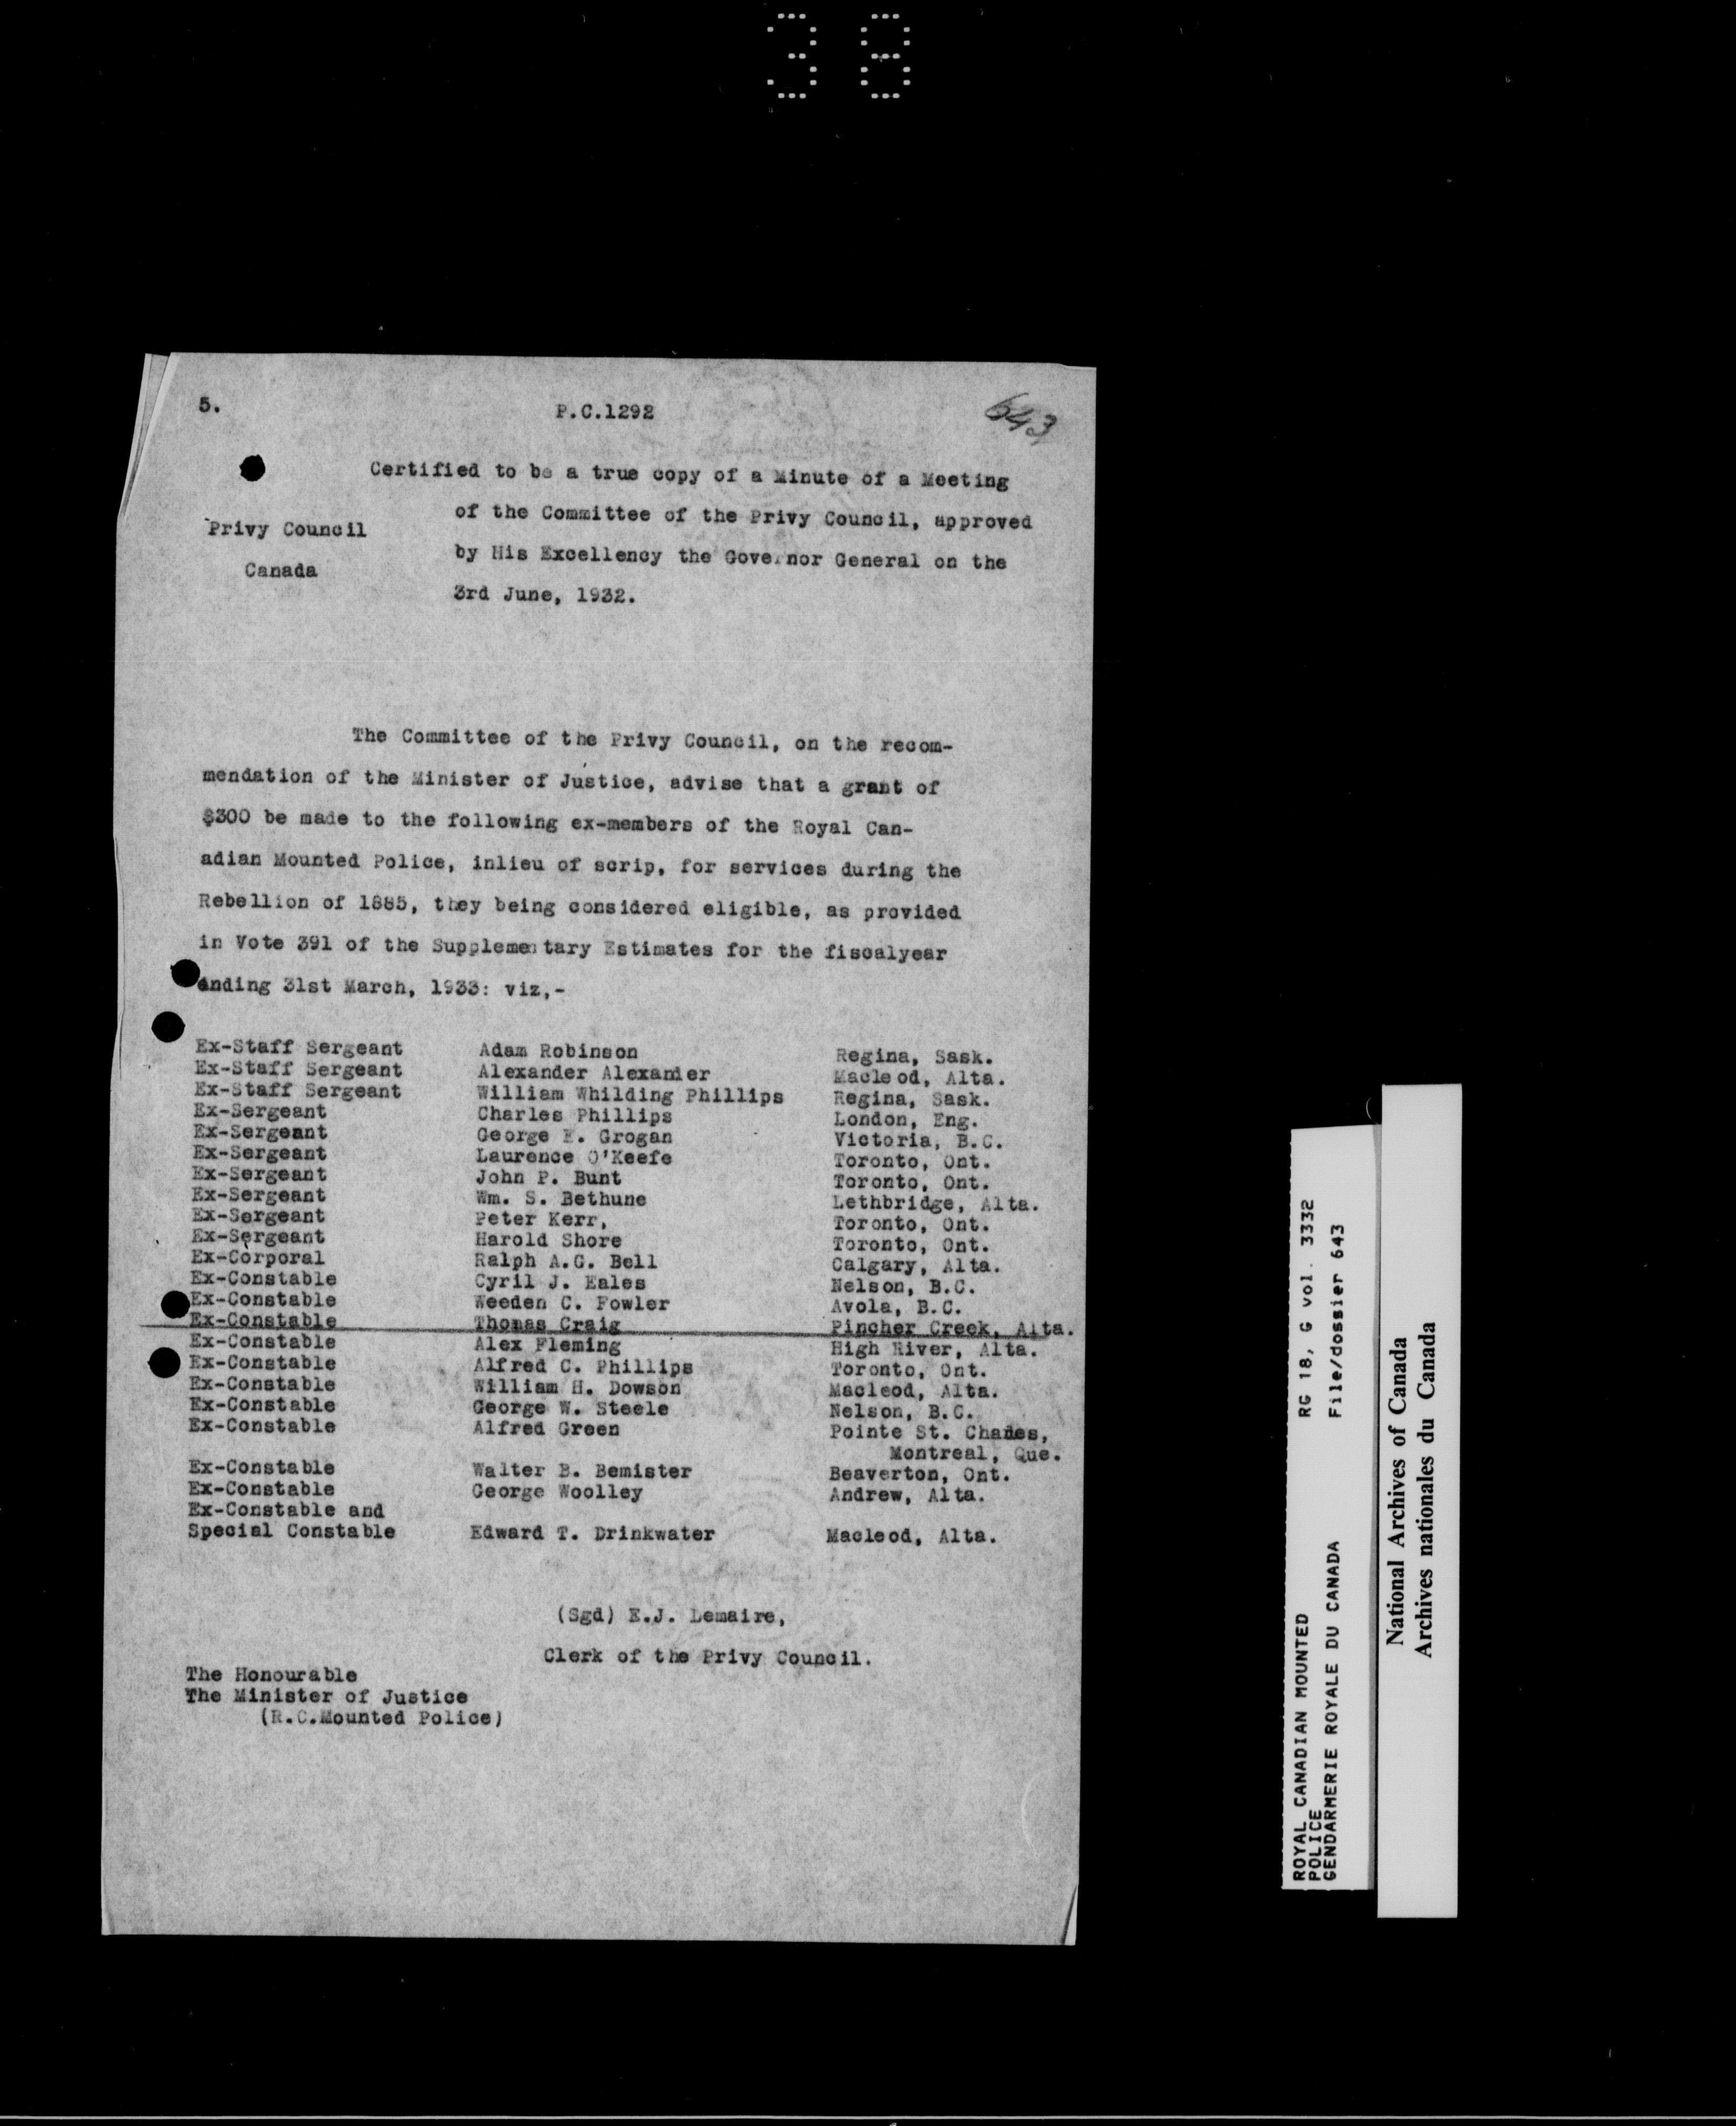 38
5.
P.C.1292
643
Certified to be a true copy of a Minute of a Meeting
of the Committee of the Privy Council, approved
by His Excellency the Governor General on the
3rd June, 1932.
Privy Council
Canada
The Committee of the Privy Council, on the recom-
mendation of the Minister of Justice, advise that a grant of
$300 be made to the following ex-members of the Royal Can-
adian Mounted Police, inlieu of scrip, for services during the
Rebellion of 1885, they being considered eligible, as provided
in Vote 391 of the Supplementary Estimates for the fiscalyear
ending 31st March, 1933: viz,-
Ex-Staff Sergeant Adam Robinson Regina, Sask.
Ex-Staff Sergeant Alexander Alexander Macleod, Alta.
Ex-Staff Sergeant William Whilding Phillips Regina, Sask.
Ex-Sergeant Charles Phillips London, Eng.
Ex-Sergeant George E. Grogan Victoria, B.C.
Ex-Sergeant Laurence O'Keefe Toronto, Ont.
Ex-Sergeant John P. Bunt Toronto, Ont.
Ex-Sergeant Wm. S. Bethune Lethbridge, Alta.
Ex-Sergeant Peter Kerr, Toronto, Ont.
Ex-Sergeant Harold Shore Toronto, Ont.
Ex-Corporal Ralph A.G. Bell Calgary, Alta.
Ex-Constable Cyril J. Eales Nelson, B.C.
Ex-Constable Weeden C. Fowler Avola, B.C.
Ex-Constable Thomas Craig Pincher Creek, Alta.
Ex-Constable Alex Fleming High River, Alta.
Ex-Constable Alfred C. Phillips Toronto, Ont.
Ex-Constable William H. Dowson Macleod, Alta.
Ex-Constable George W. Steele Nelson, B.C.
Ex-Constable Alfred Green Pointe St. Chales,
Montreal, Que.
Ex-Constable Walter B. Bemister Beaverton, Ont.
Ex-Constable George Woolley Andrew, Alta.
Ex-Constable and
Special Constable Edward T. Drinkwater Macleod, Alta.
(Sgd) E.J. Lemaire,
Clerk of the Privy Council.
The Honourable
The Minister of Justice
(R.C.Mounted Police)
ROYAL CANADIAN MOUNTED RG 18, G vol. 3332
POLICE
GENDARMERIE ROYALE DU CANADA File/dossier 643
National Archives of Canada
Archives nationales du Canada